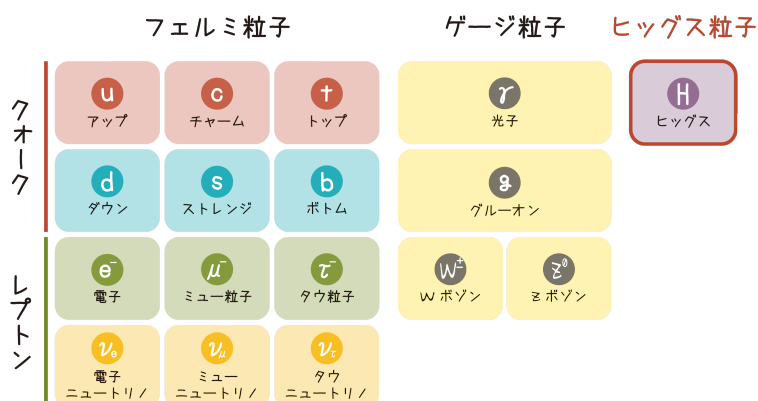 フェルミ粒子 ゲージ粒子 ヒッグス粒子
クォーク
u c t γ H
アップ チャーム トップ 光子 ヒッグス
d s b g
ダウン ストレンジ ボトム グルーオン
レプトン
e⁻ μ⁻ τ⁻ W± Z⁰
電子 ミュー粒子 タウ粒子 W ボゾン Z ボゾン
νe νμ ντ
電子 ミュー タウ
ニュートリノ ニュートリノ ニュートリノ